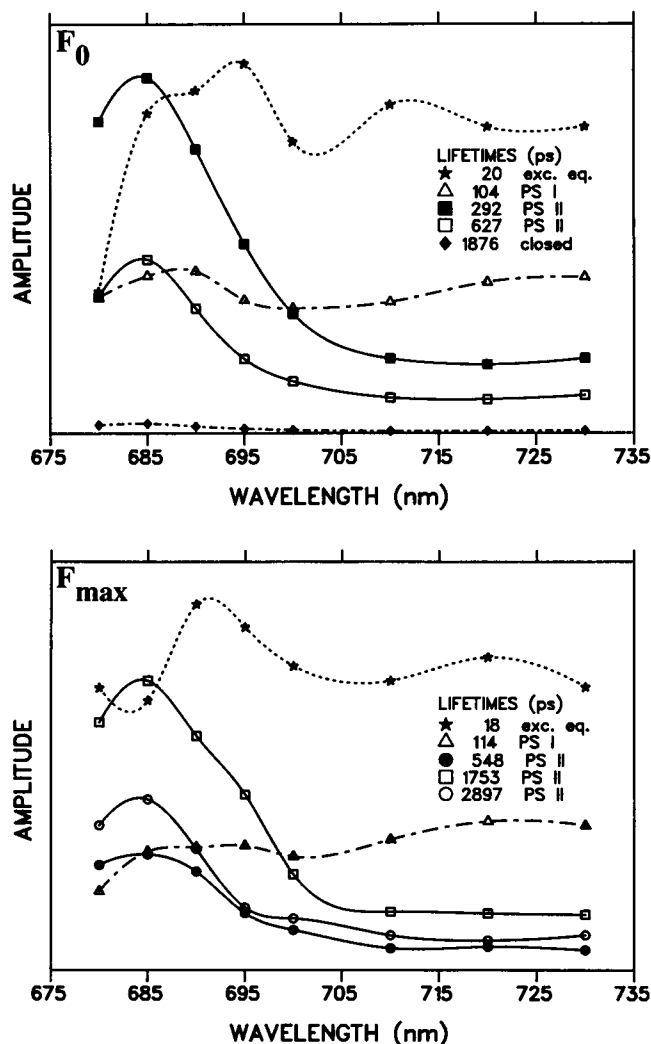 F0
AMPLITUDE
LIFETIMES (ps)
20 exc. eq.
104 PS I
292 PS II
627 PS II
1876 closed
675 685 695 705 715 725 735
WAVELENGTH (nm)
Fmax
AMPLITUDE
LIFETIMES (ps)
18 exc. eq.
114 PS I
548 PS II
1753 PS II
2897 PS II
675 685 695 705 715 725 735
WAVELENGTH (nm)